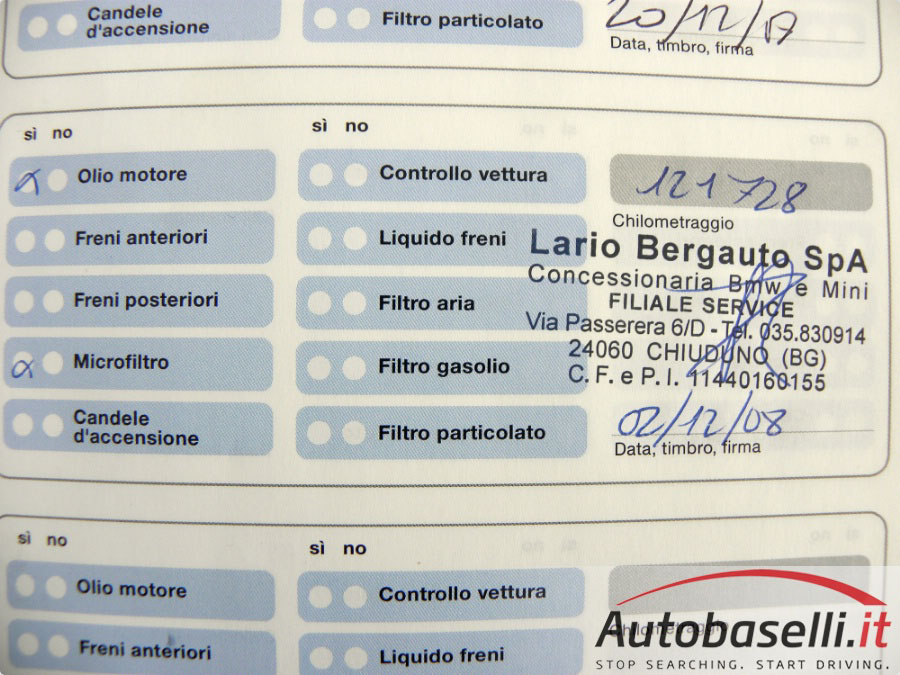 Candele
d'accensione
Filtro particolato
20/12/17
Data, timbro, firma
sì no
sì no
Olio motore
Controllo vettura
121728
Chilometraggio
Freni anteriori
Liquido freni
Lario Bergauto SpA
Concessionaria Bmw e Mini
FILIALE SERVICE
Via Passerera 6/D - Tel. 035.830914
24060 CHIUDUNO (BG)
C. F. e P. I. 11440160155
Freni posteriori
Filtro aria
Microfiltro
Filtro gasolio
Candele
d'accensione
Filtro particolato
02/12/08
Data, timbro, firma
sì no
sì no
Olio motore
Controllo vettura
Chilometraggio
Freni anteriori
Liquido freni
Autobaselli.it
STOP SEARCHING. START DRIVING.